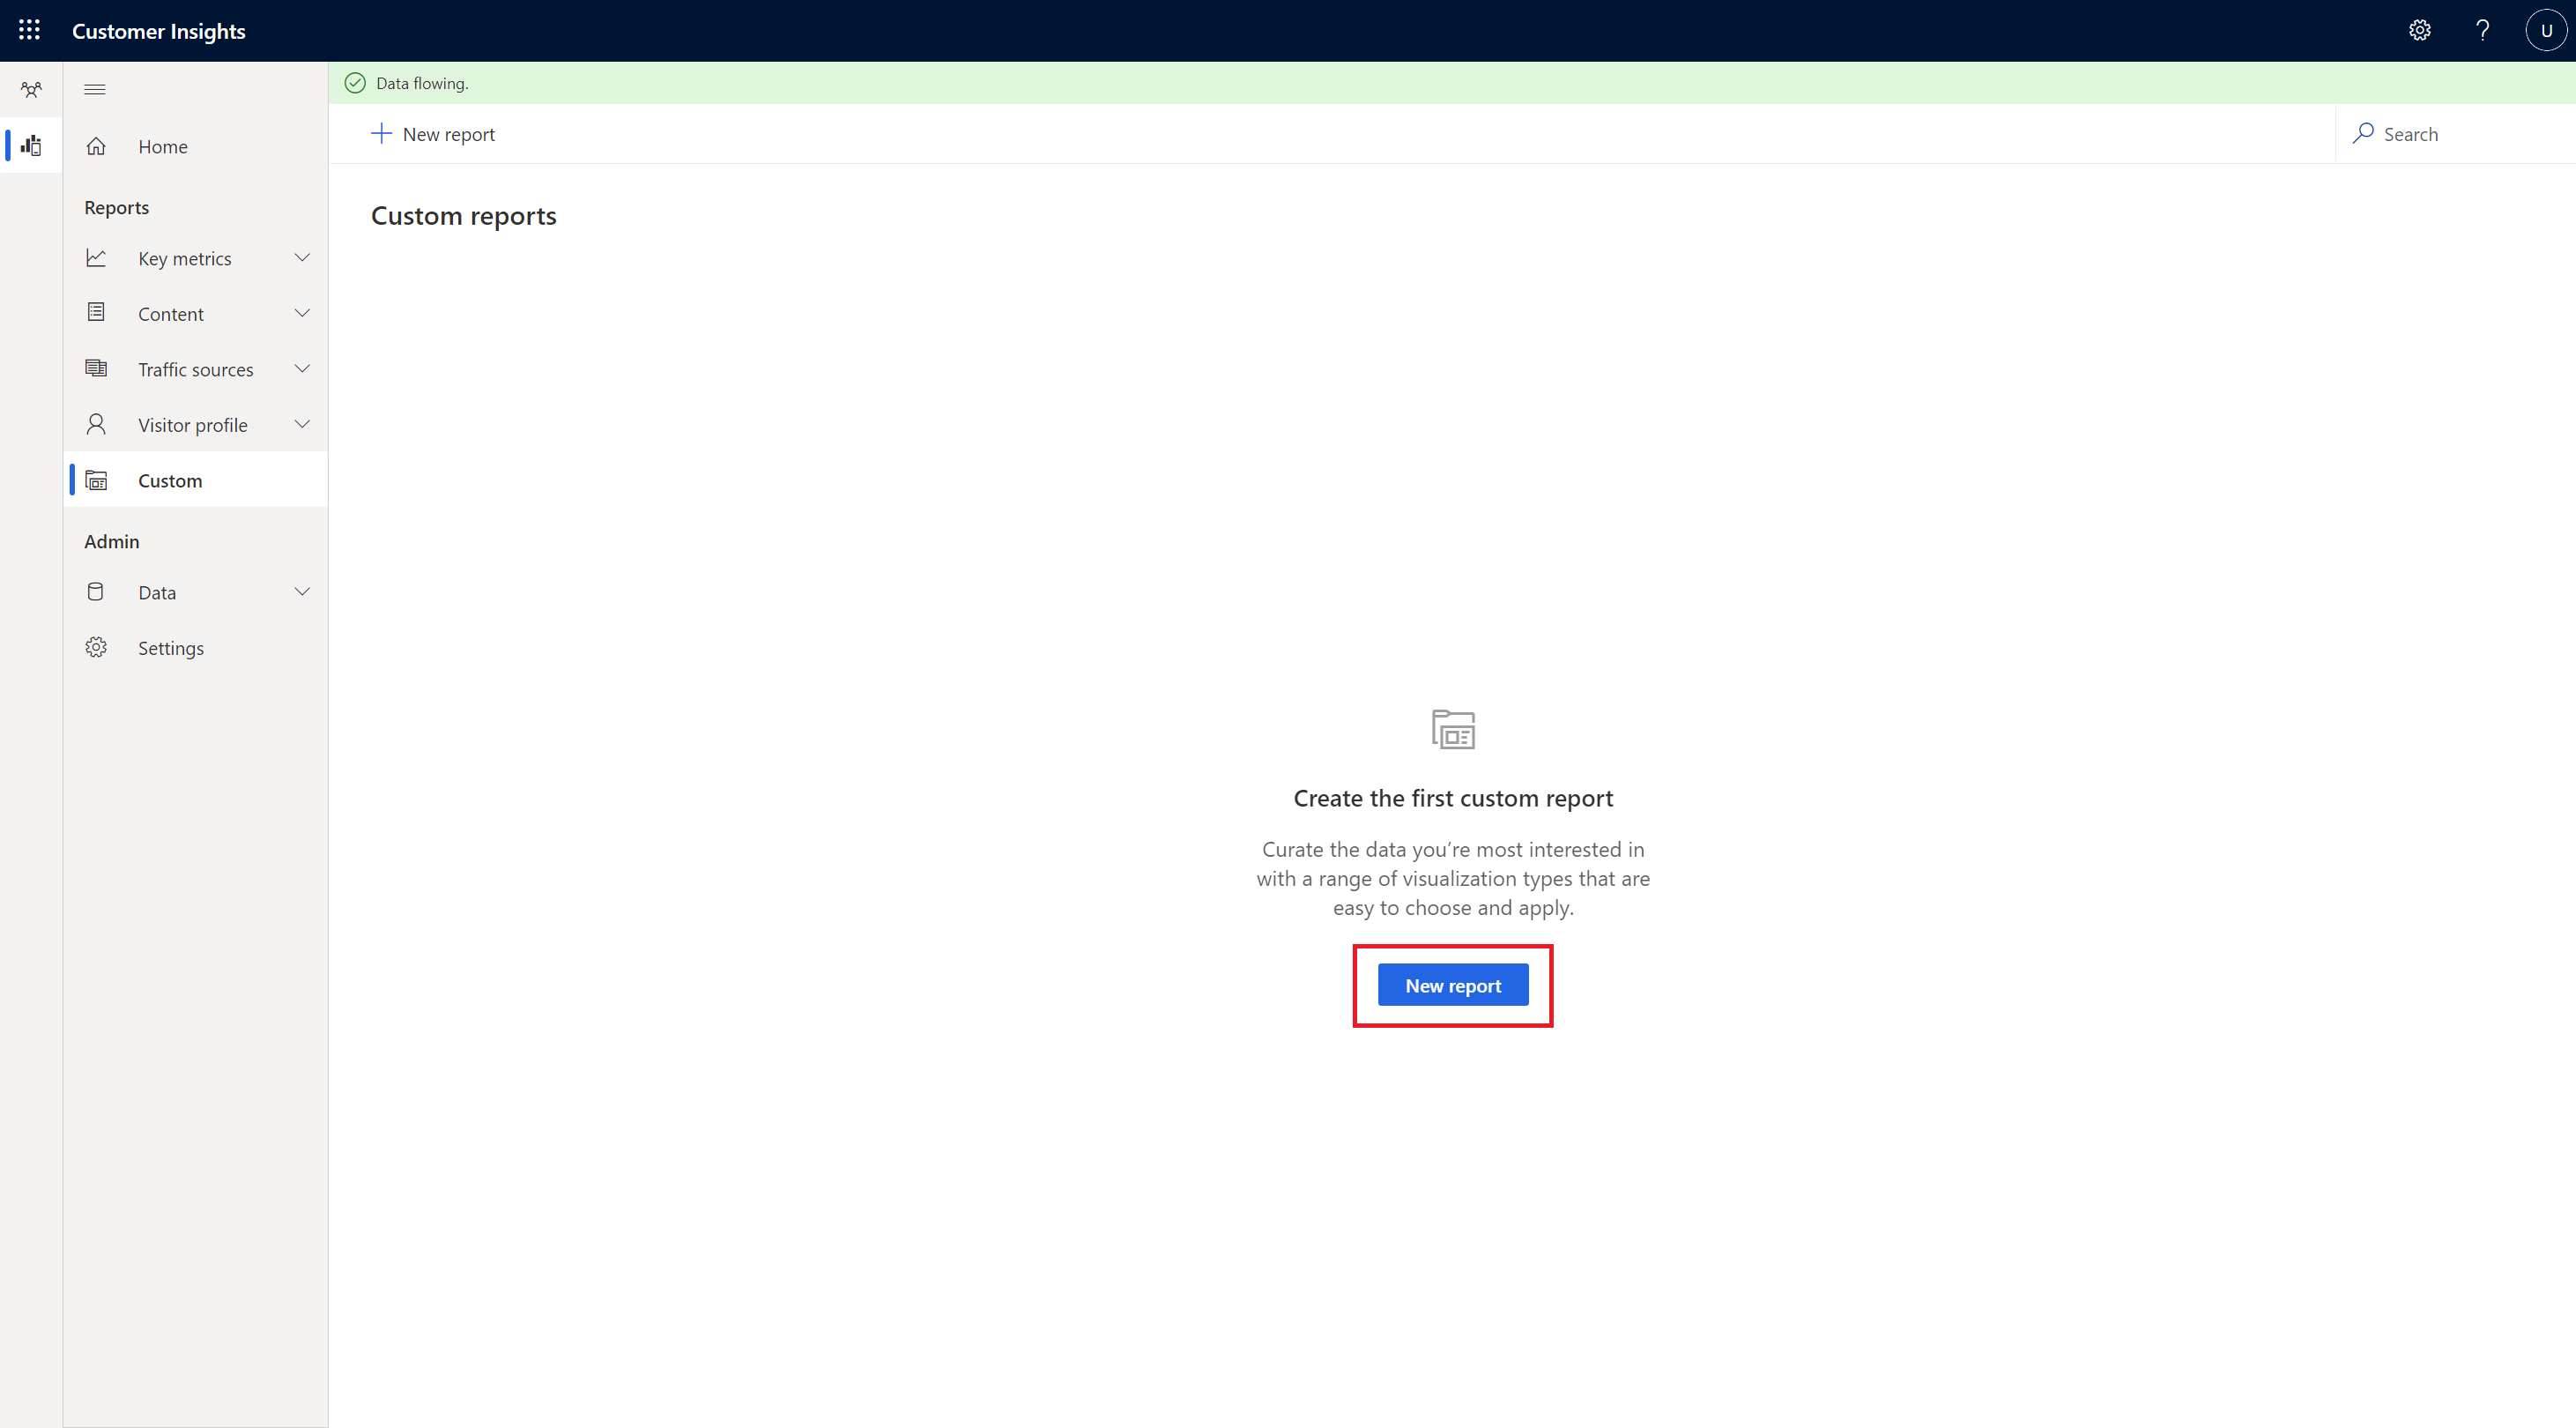 Customer Insights
?
U
Data flowing.
New report
Search
Home
Reports
Key metrics
Content
Traffic sources
Visitor profile
Custom
Admin
Data
Settings
Custom reports
Create the first custom report
Curate the data you’re most interested in
with a range of visualization types that are
easy to choose and apply.
New report